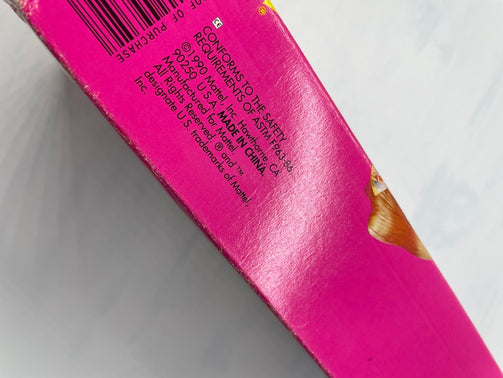 OF OF PURCHASE
CONFORMS TO THE SAFETY
REQUIREMENTS OF ASTM F963-86.
©1990 Mattel, Inc. Hawthorne, CA
90250 U.S.A. MADE IN CHINA.
Manufactured for Mattel.
All Rights Reserved. ® and ™
designate U.S. trademarks of Mattel,
Inc.